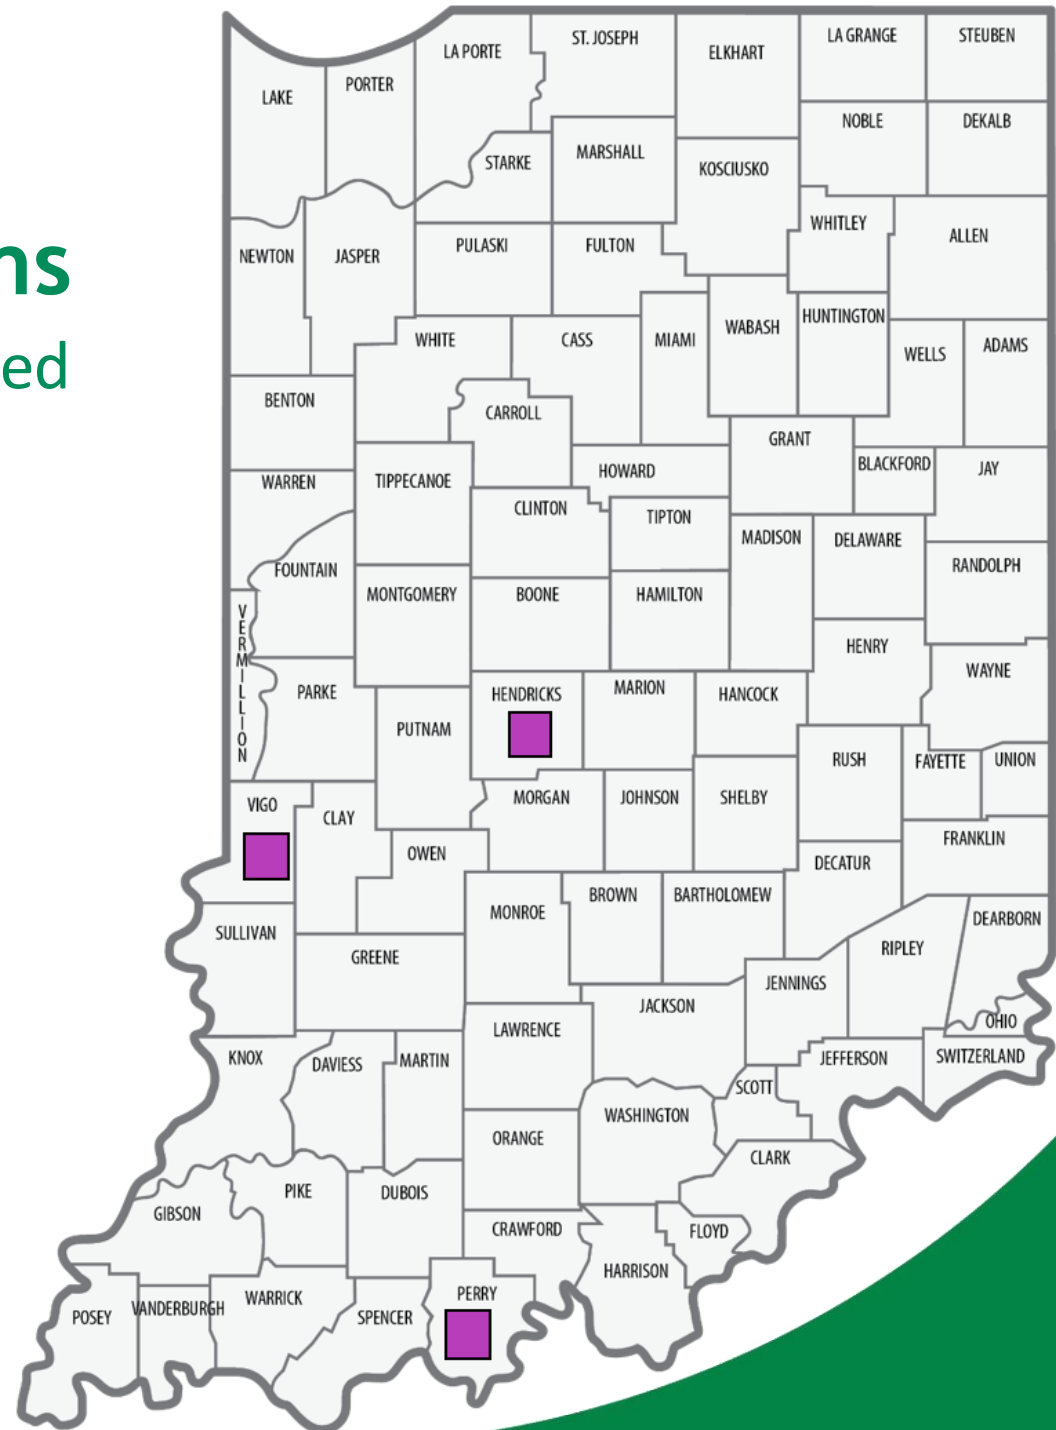 ns
ed
LA PORTE
ST. JOSEPH
ELKHART
LA GRANGE
STEUBEN
LAKE
PORTER
NOBLE
DEKALB
STARKE
MARSHALL
KOSCIUSKO
WHITLEY
ALLEN
NEWTON
JASPER
PULASKI
FULTON
WHITE
CASS
MIAMI
WABASH
HUNTINGTON
WELLS
ADAMS
BENTON
CARROLL
GRANT
BLACKFORD
JAY
WARREN
TIPPECANOE
HOWARD
CLINTON
TIPTON
MADISON
DELAWARE
RANDOLPH
FOUNTAIN
MONTGOMERY
BOONE
HAMILTON
HENRY
VERMILLION
PARKE
HENDRICKS
MARION
HANCOCK
WAYNE
PUTNAM
RUSH
FAYETTE
UNION
VIGO
CLAY
MORGAN
JOHNSON
SHELBY
FRANKLIN
OWEN
DECATUR
BROWN
BARTHOLOMEW
MONROE
DEARBORN
SULLIVAN
GREENE
RIPLEY
JENNINGS
JACKSON
OHIO
LAWRENCE
KNOX
DAVIESS
MARTIN
JEFFERSON
SWITZERLAND
SCOTT
WASHINGTON
ORANGE
CLARK
PIKE
DUBOIS
GIBSON
CRAWFORD
FLOYD
HARRISON
PERRY
POSEY
VANDERBURGH
WARRICK
SPENCER